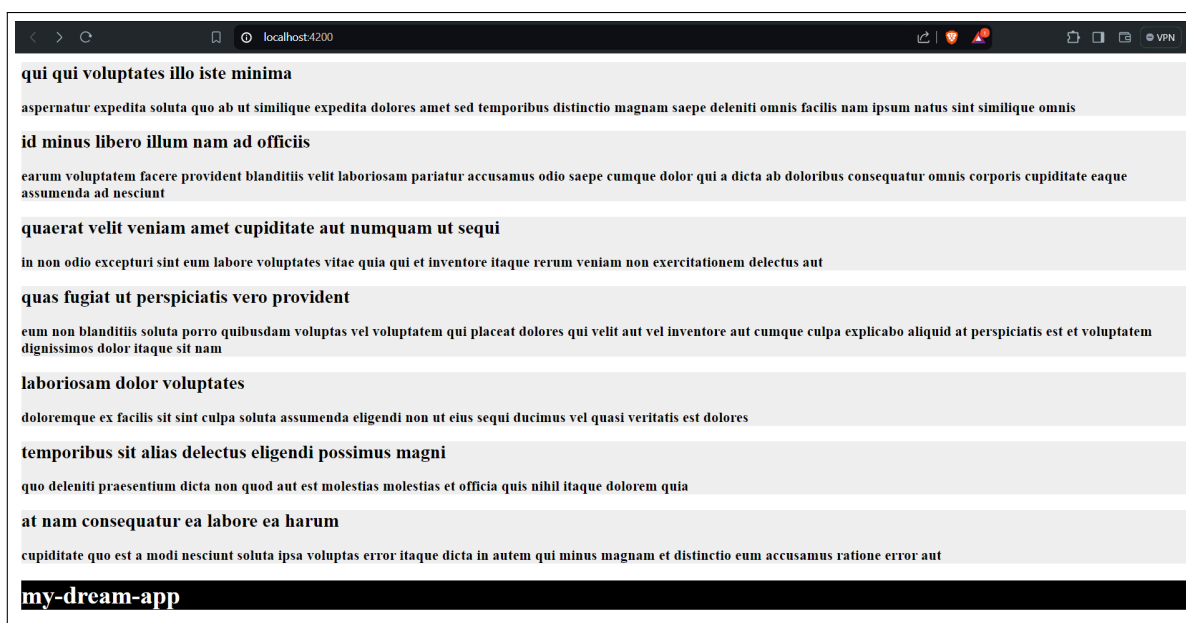 localhost:4200
1
VPN
qui qui voluptates illo iste minima
aspernatur expedita soluta quo ab ut similique expedita dolores amet sed temporibus distinctio magnam saepe deleniti omnis facilis nam ipsum natus sint similique omnis
id minus libero illum nam ad officiis
earum voluptatem facere provident blanditiis velit laboriosam pariatur accusamus odio saepe cumque dolor qui a dicta ab doloribus consequatur omnis corporis cupiditate eaque
assumenda ad nesciunt
quaerat velit veniam amet cupiditate aut numquam ut sequi
in non odio excepturi sint eum labore voluptates vitae quia qui et inventore itaque rerum veniam non exercitationem delectus aut
quas fugiat ut perspiciatis vero provident
eum non blanditiis soluta porro quibusdam voluptas vel voluptatem qui placeat dolores qui velit aut vel inventore aut cumque culpa explicabo aliquid at perspiciatis est et voluptatem
dignissimos dolor itaque sit nam
laboriosam dolor voluptates
doloremque ex facilis sit sint culpa soluta assumenda eligendi non ut eius sequi ducimus vel quasi veritatis est dolores
temporibus sit alias delectus eligendi possimus magni
quo deleniti praesentium dicta non quod aut est molestias molestias et officia quis nihil itaque dolorem quia
at nam consequatur ea labore ea harum
cupiditate quo est a modi nesciunt soluta ipsa voluptas error itaque dicta in autem qui minus magnam et distinctio eum accusamus ratione error aut
my-dream-app